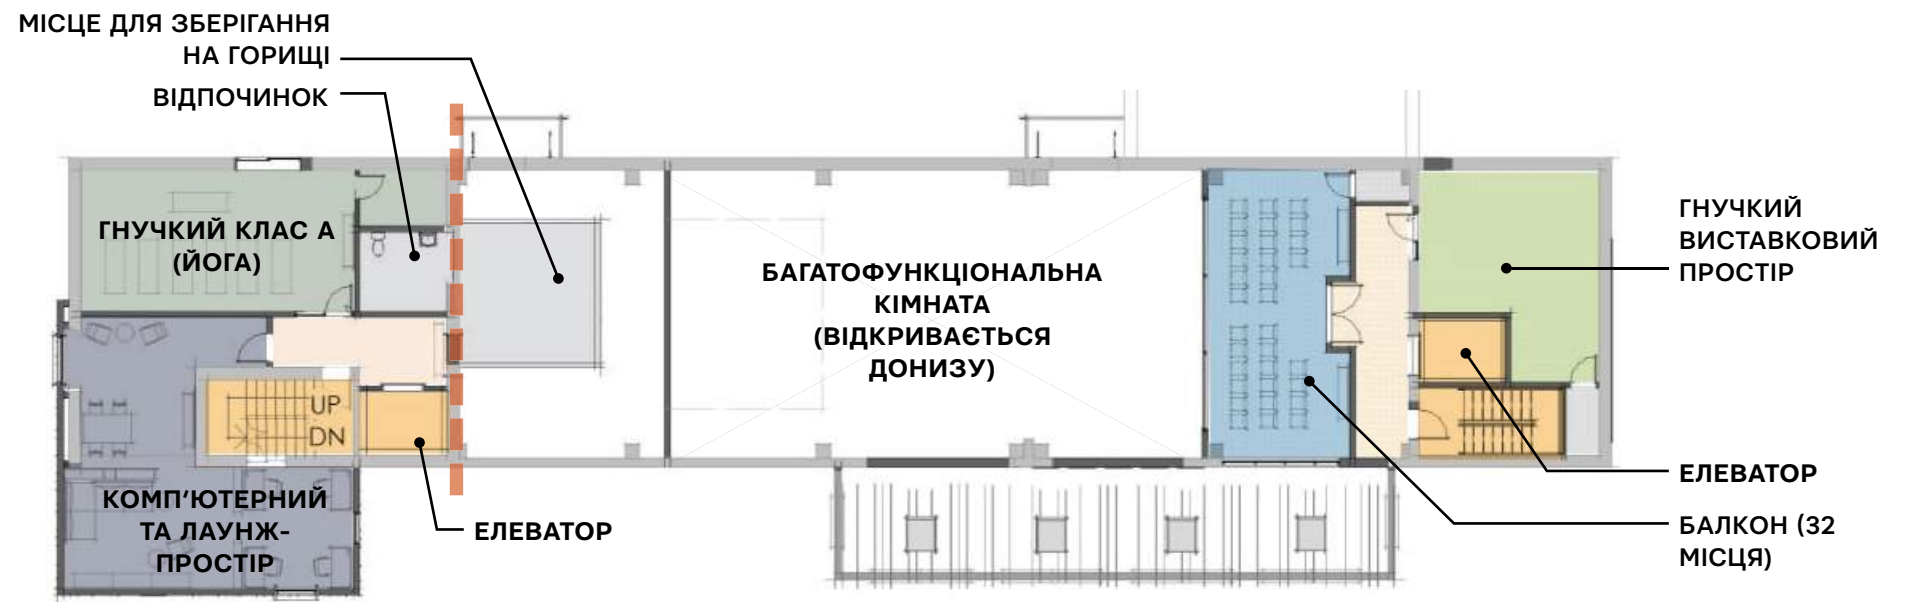 МІСЦЕ ДЛЯ ЗБЕРІГАННЯ
НА ГОРИЩІ
ВІДПОЧИНОК
ГНУЧКИЙ КЛАС А
(ЙОГА)
UP
DN
КОМП'ЮТЕРНИЙ
ТА ЛАУНЖ-
ПРОСТІР
ЕЛЕВАТОР
БАГАТОФУНКЦІОНАЛЬНА
КІМНАТА
(ВІДКРИВАЄТЬСЯ
ДОНИЗУ)
ГНУЧКИЙ
ВИСТАВКОВИЙ
ПРОСТІР
ЕЛЕВАТОР
БАЛКОН (32
МІСЦЯ)